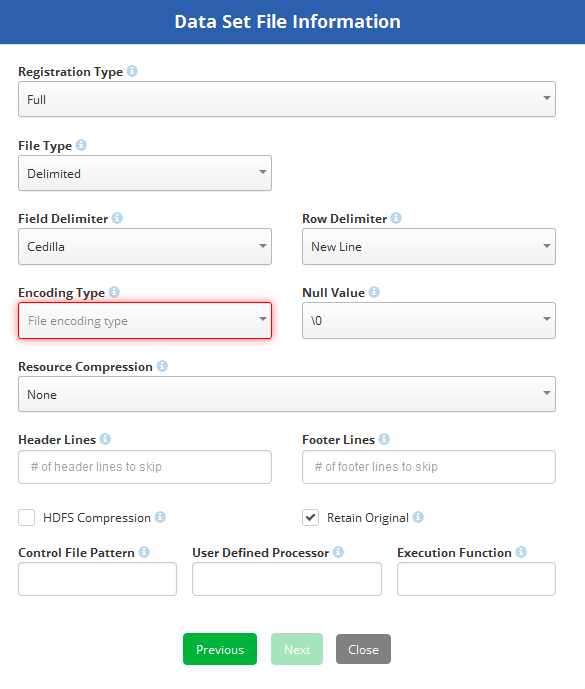 Data Set File Information
Registration Type
Full
File Type
Delimited
Field Delimiter Row Delimiter
Cedilla New Line
Encoding Type Null Value
File encoding type \0
Resource Compression
None
Header Lines Footer Lines
# of header lines to skip # of footer lines to skip
HDFS Compression Retain Original
Control File Pattern User Defined Processor Execution Function
Previous Next Close